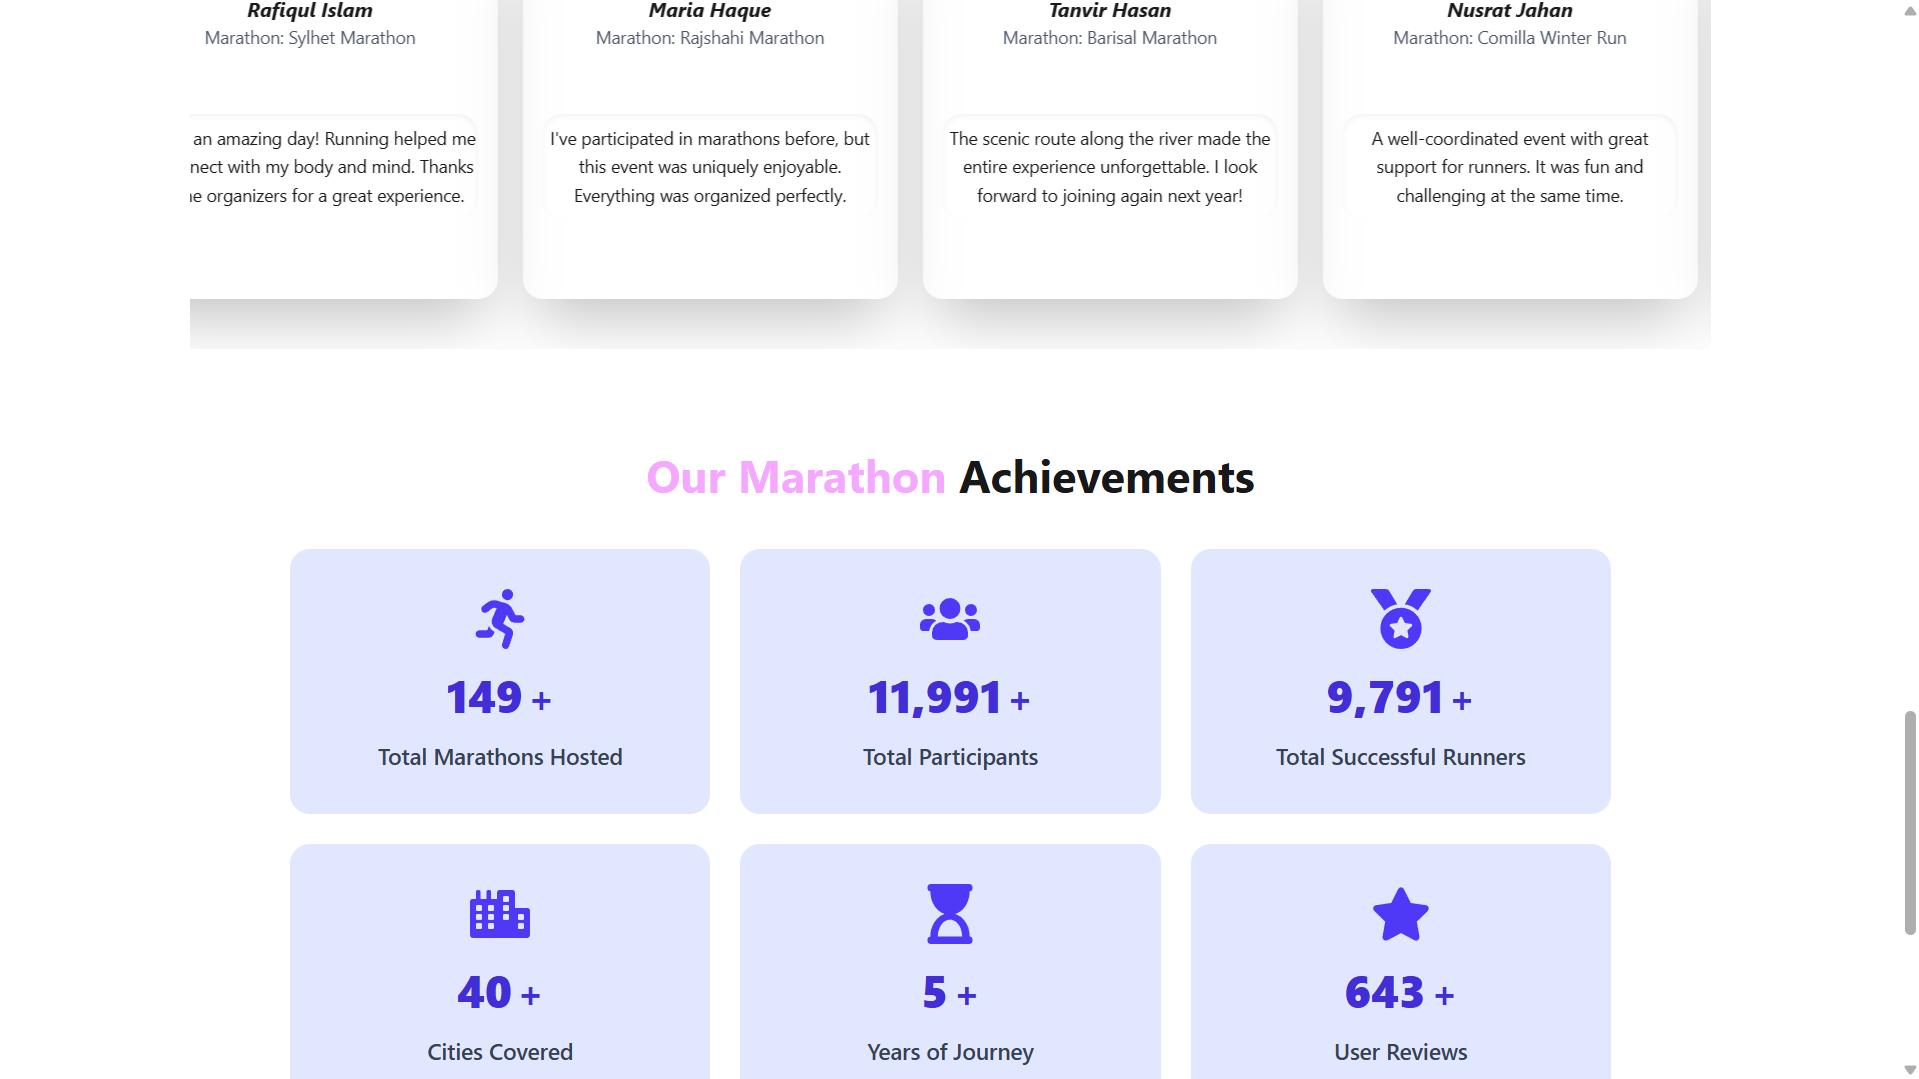 Rafiqul Islam
Marathon: Sylhet Marathon
an amazing day! Running helped me
nect with my body and mind. Thanks
e organizers for a great experience.
Maria Haque
Marathon: Rajshahi Marathon
I've participated in marathons before, but
this event was uniquely enjoyable.
Everything was organized perfectly.
Tanvir Hasan
Marathon: Barisal Marathon
The scenic route along the river made the
entire experience unforgettable. I look
forward to joining again next year!
Nusrat Jahan
Marathon: Comilla Winter Run
A well-coordinated event with great
support for runners. It was fun and
challenging at the same time.
Our Marathon Achievements
149 +
Total Marathons Hosted
11,991 +
Total Participants
9,791 +
Total Successful Runners
40 +
Cities Covered
5 +
Years of Journey
643 +
User Reviews